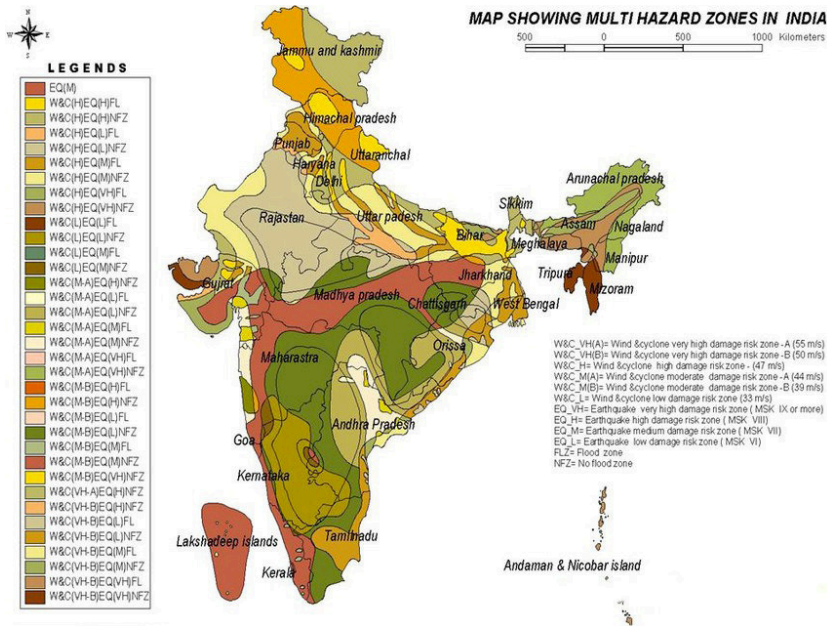 MAP SHOWING MULTI HAZARD ZONES IN INDIA
500 0 500 1000 Kilometers
N
W E
S
LEGENDS
EQ(M)
W&C(H)EQ(H)FL
W&C(H)EQ(H)NFZ
W&C(H)EQ(L)FL
W&C(H)EQ(L)NFZ
W&C(H)EQ(M)FL
W&C(H)EQ(M)NFZ
W&C(H)EQ(VH)FL
W&C(H)EQ(VH)NFZ
W&C(L)EQ(L)FL
W&C(L)EQ(L)NFZ
W&C(L)EQ(M)FL
W&C(L)EQ(M)NFZ
W&C(M-A)EQ(H)NFZ
W&C(M-A)EQ(L)FL
W&C(M-A)EQ(L)NFZ
W&C(M-A)EQ(M)FL
W&C(M-A)EQ(M)NFZ
W&C(M-A)EQ(VH)FL
W&C(M-A)EQ(VH)NFZ
W&C(M-B)EQ(H)FL
W&C(M-B)EQ(H)NFZ
W&C(M-B)EQ(L)FL
W&C(M-B)EQ(L)NFZ
W&C(M-B)EQ(M)FL
W&C(M-B)EQ(M)NFZ
W&C(M-B)EQ(VH)NFZ
W&C(VH-A)EQ(H)NFZ
W&C(VH-B)EQ(H)NFZ
W&C(VH-B)EQ(L)FL
W&C(VH-B)EQ(L)NFZ
W&C(VH-B)EQ(M)FL
W&C(VH-B)EQ(M)NFZ
W&C(VH-B)EQ(VH)FL
W&C(VH-B)EQ(VH)NFZ
Jammu and kashmir
Himachal pradesh
Punjab
Uttaranchal
Haryana
Delhi
Rajastan
Uttar padesh
Sikkim
Arunachal pradesh
Bihar
Assam
Nagaland
Meghalaya
Manipur
Tripura
Mizoram
Gujrat
Madhya pradesh
Jharkhand
Chattisgarh
West Bengal
Orissa
Maharastra
Andhra Pradesh
Goa
Kernataka
Tamilnadu
Lakshadeep islands
Kerala
Andaman & Nicobar island
W&C_VH(A)= Wind &cyclone very high damage risk zone -A (55 m/s)
W&C_VH(B)= Wind &cyclone very high damage risk zone -B (50 m/s)
W&C_H= Wind &cyclone high damage risk zone - (47 m/s)
W&C_M(A)= Wind &cyclone moderate damage risk zone -A (44 m/s)
W&C_M(B)= Wind &cyclone moderate damage risk zone -B (39 m/s)
W&C_L= Wind &cyclone low damage risk zone (33 m/s)
EQ_VH= Earthquake very high damage risk zone ( MSK IX or more)
EQ_H= Earthquake high damage risk zone ( MSK VIII)
EQ_M= Earthquake medium damage risk zone ( MSK VII)
EQ_L= Earthquake low damage risk zone ( MSK VI)
FLZ= Flood zone
NFZ= No flood zone